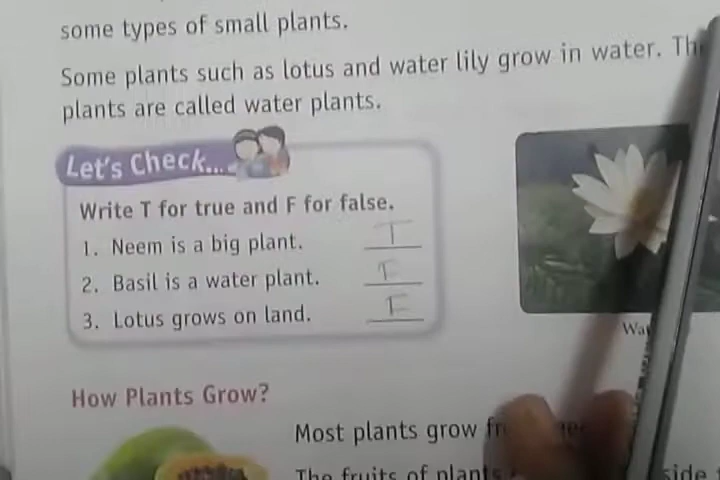 some types of small plants.
Some plants such as lotus and water lily grow in water.
plants are called water plants.
Let's Check...
Write T for true and F for false.
1. Neem is a big plant. T
2. Basil is a water plant. F
3. Lotus grows on land. F
How Plants Grow?
Most plants grow
The fruits of plants